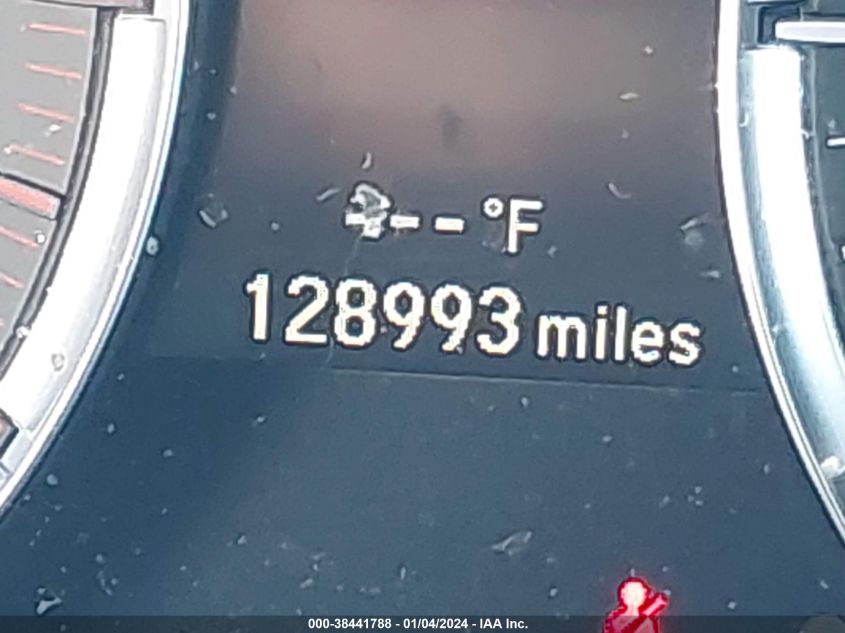 --- °F
128993 miles
000-38441788 - 01/04/2024 - IAA Inc.